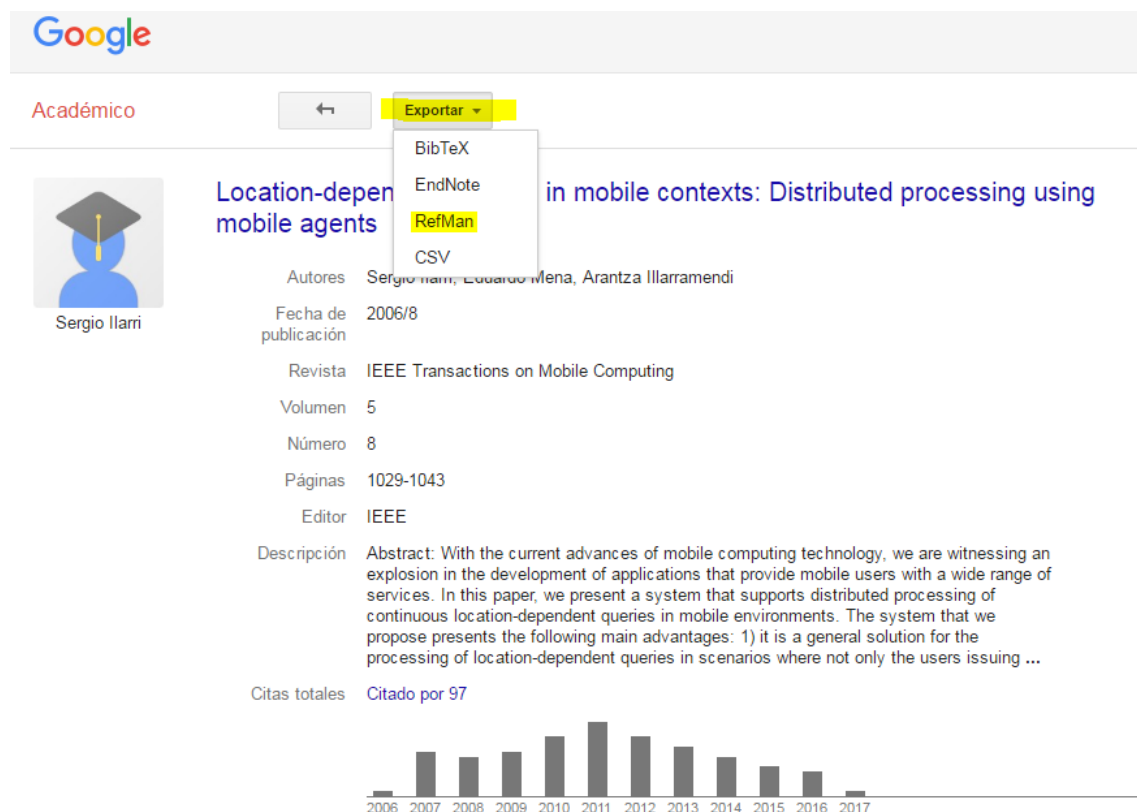 Google
Académico
Exportar
BibTeX
EndNote
RefMan
CSV
Location-depen in mobile contexts: Distributed processing using
mobile agents
Sergio Ilarri
Autores Sergio Ilarri, Eduardo Mena, Arantza Illarramendi
Fecha de 2006/8
publicación
Revista IEEE Transactions on Mobile Computing
Volumen 5
Número 8
Páginas 1029-1043
Editor IEEE
Descripción Abstract: With the current advances of mobile computing technology, we are witnessing an
explosion in the development of applications that provide mobile users with a wide range of
services. In this paper, we present a system that supports distributed processing of
continuous location-dependent queries in mobile environments. The system that we
propose presents the following main advantages: 1) it is a general solution for the
processing of location-dependent queries in scenarios where not only the users issuing ...
Citas totales Citado por 97
2006 2007 2008 2009 2010 2011 2012 2013 2014 2015 2016 2017